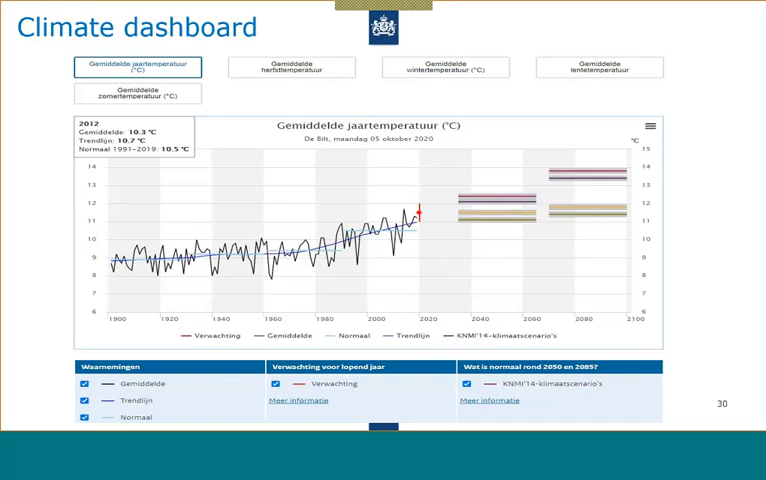 Climate dashboard
Gemiddelde jaartemperatuur
(°C)
Gemiddelde
herfsttemperatuur
Gemiddelde
wintertemperatuur (°C)
Gemiddelde
lentetemperatuur
Gemiddelde
zomertemperatuur (°C)
2012
Gemiddelde: 10.3 °C
Trendlijn: 10.7 °C
Normaal 1991-2019: 10.5 °C
Gemiddelde jaartemperatuur (°C)
De Bilt, maandag 05 oktober 2020
°C
15
14 14
13 13
12 12
11 11
10 10
9 9
8 8
7 7
6 6
1900 1920 1940 1960 1980 2000 2020 2040 2060 2080 2100
Verwachting Gemiddelde Normaal Trendlijn KNMI'14-klimaatscenario's
Waarnemingen Verwachting voor lopend jaar Wat is normaal rond 2050 en 2085?
Gemiddelde Verwachting KNMI'14-klimaatscenario's
Trendlijn Meer informatie Meer informatie
Normaal
30